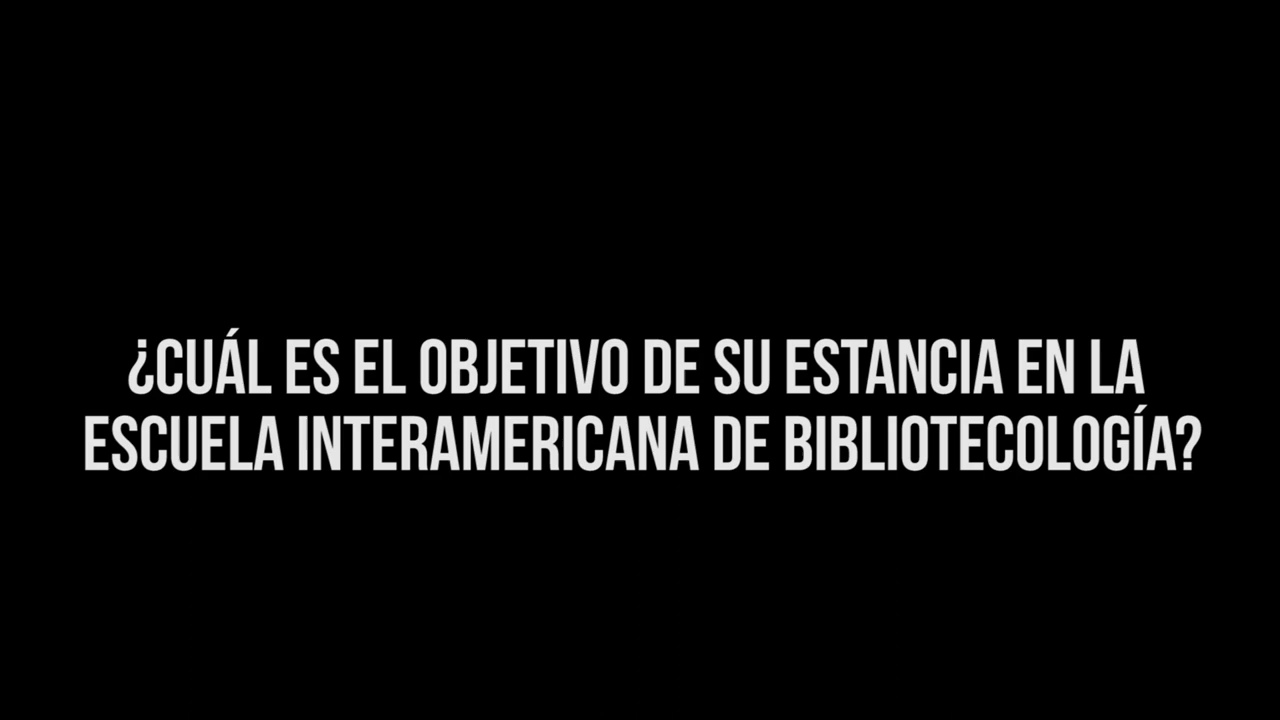 ¿CUÁL ES EL OBJETIVO DE SU ESTANCIA EN LA
ESCUELA INTERAMERICANA DE BIBLIOTECOLOGÍA?